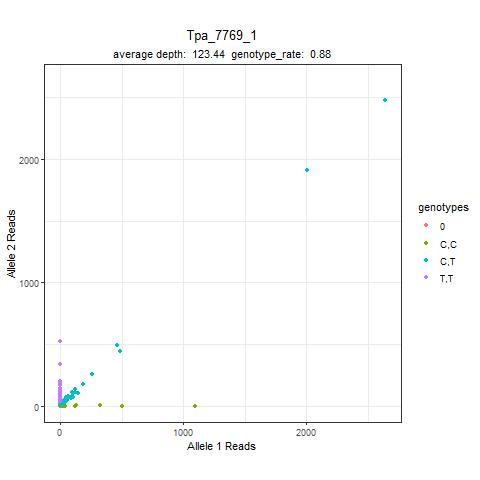 Tpa_7769_1
average depth:  123.44  genotype_rate:  0.88
Allele 2 Reads
2000
1000
0
0
1000
2000
Allele 1 Reads
genotypes
0
C,C
C,T
T,T